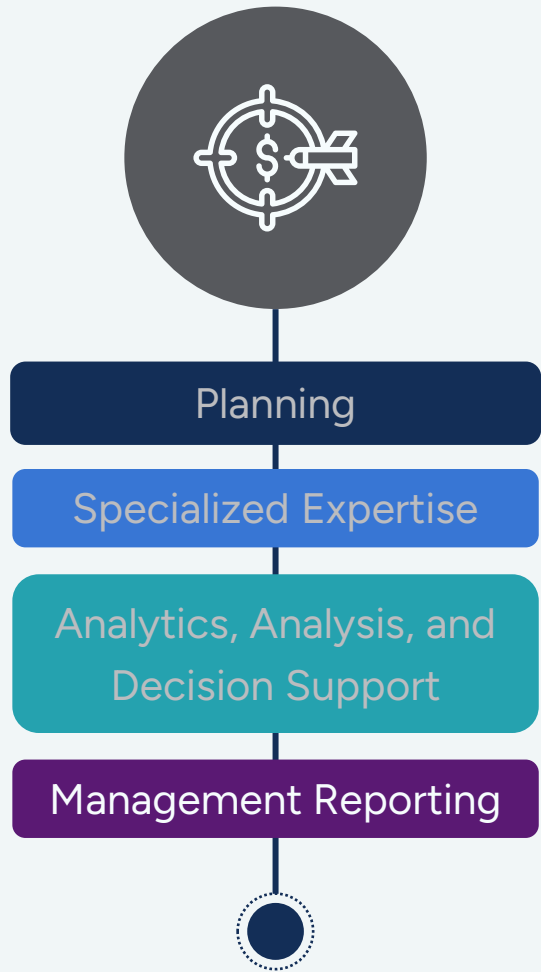 $
Planning
Specialized Expertise
Analytics, Analysis, and
Decision Support
Management Reporting